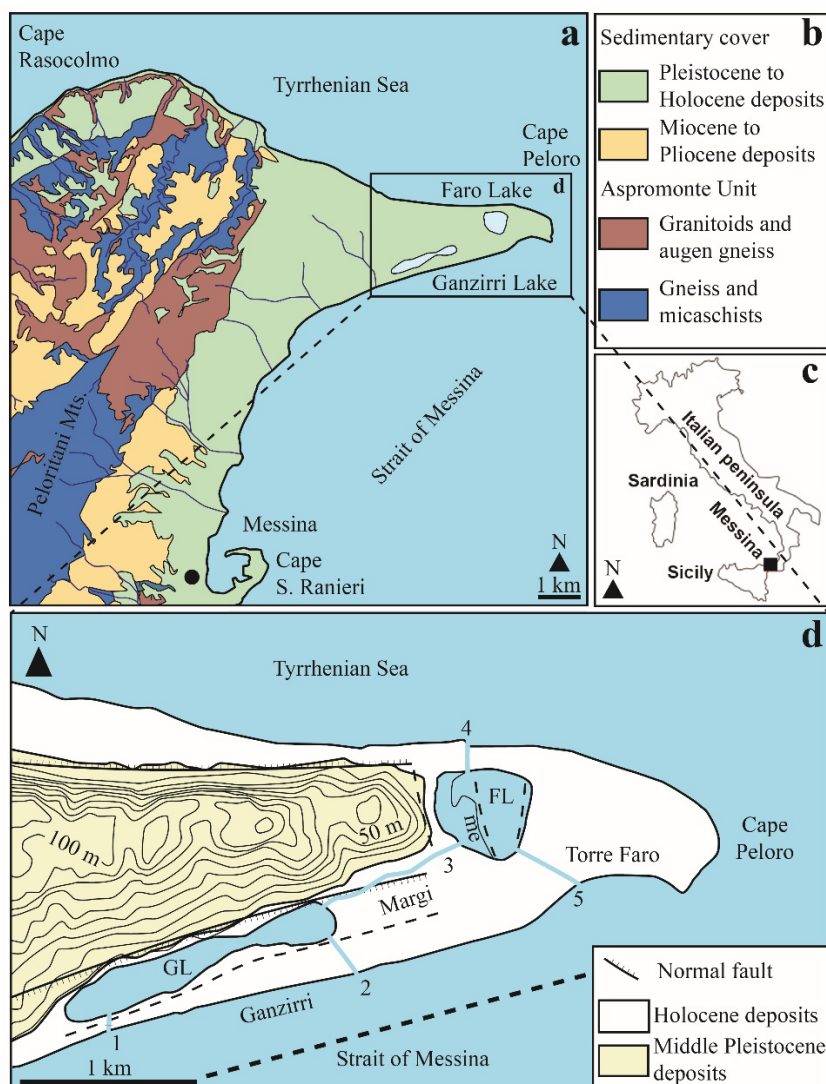 a
Cape
Rasocolmo
Tyrrhenian Sea
Cape
Peloro
d
Faro Lake
Ganzirri Lake
Peloritani Mts.
Strait of Messina
Messina
Cape
S. Ranieri
N
1 km
b
Sedimentary cover
Pleistocene to
Holocene deposits
Miocene to
Pliocene deposits
Aspromonte Unit
Granitoids and
augen gneiss
Gneiss and
micaschists
c
Italian peninsula
Sardinia
Messina
Sicily
N
d
N
Tyrrhenian Sea
4
FL
me
100 m
50 m
3
Cape
Peloro
Torre Faro
Margi
5
GL
2
Ganzirri
1
1 km
Strait of Messina
Normal fault
Holocene deposits
Middle Pleistocene
deposits